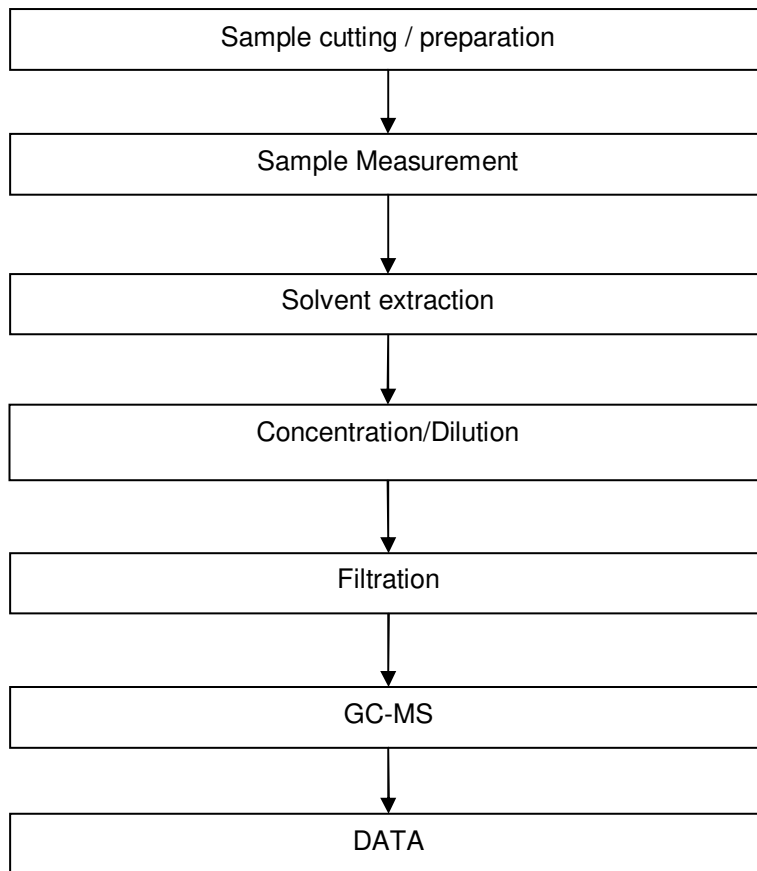 Sample cutting / preparation
Sample Measurement
Solvent extraction
Concentration/Dilution
Filtration
GC-MS
DATA